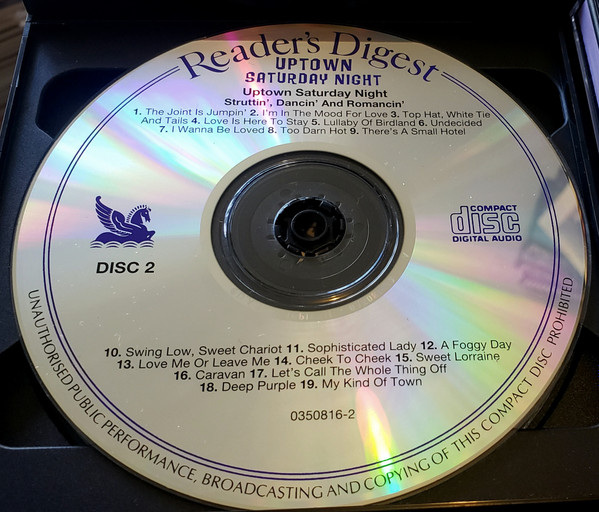 Reader's Digest
UPTOWN
SATURDAY NIGHT
Uptown Saturday Night
Struttin', Dancin' And Romancin'
1. The Joint Is Jumpin' 2. I'm In The Mood For Love 3. Top Hat, White Tie
And Tails 4. Love Is Here To Stay 5. Lullaby Of Birdland 6. Undecided
7. I Wanna Be Loved 8. Too Darn Hot 9. There's A Small Hotel
COMPACT
disc
DIGITAL AUDIO
DISC 2
10. Swing Low, Sweet Chariot 11. Sophisticated Lady 12. A Foggy Day
13. Love Me Or Leave Me 14. Cheek To Cheek 15. Sweet Lorraine
16. Caravan 17. Let's Call The Whole Thing Off
18. Deep Purple 19. My Kind Of Town
0350816-2
UNAUTHORISED PUBLIC PERFORMANCE, BROADCASTING AND COPYING OF THIS COMPACT DISC PROHIBITED